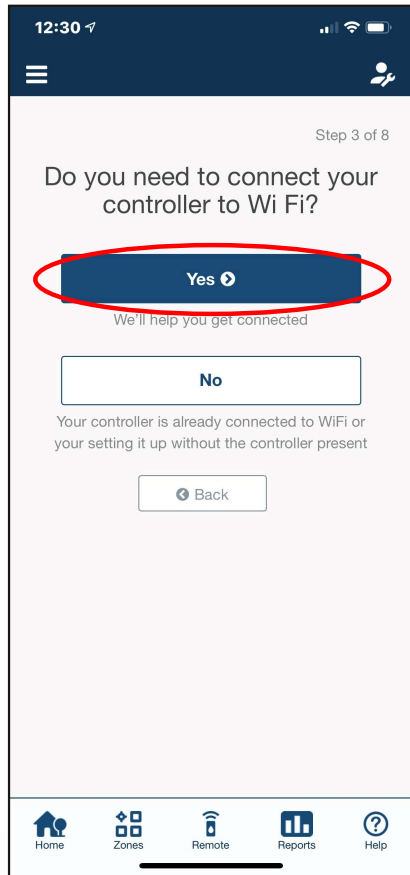 12:30
Step 3 of 8
Do you need to connect your
controller to Wi Fi?
Yes
We'll help you get connected
No
Your controller is already connected to WiFi or
your setting it up without the controller present
Back
Home Zones Remote Reports Help